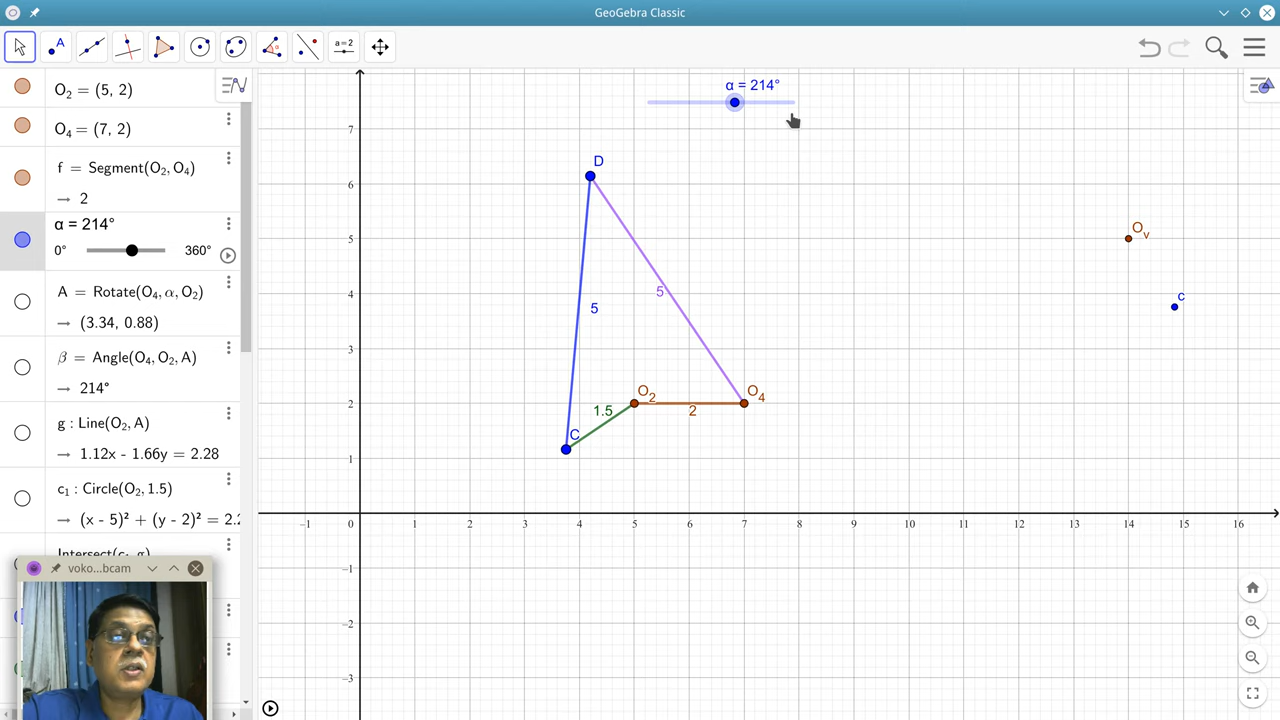 GeoGebra Classic
A
a=2
O₂ = (5, 2)
O₄ = (7, 2)
f = Segment(O₂, O₄)
→ 2
α = 214°
0° 360°
A = Rotate(O₄, α, O₂)
→ (3.34, 0.88)
β = Angle(O₄, O₂, A)
→ 214°
g : Line(O₂, A)
→ 1.12x - 1.66y = 2.28
c₁ : Circle(O₂, 1.5)
→ (x - 5)² + (y - 2)² = 2.2
Intersect(c₁, g)
voko...bcam
α = 214°
D
5
5
C
1.5
O₂
2
O₄
Oᵥ
c
7
6
5
4
3
2
1
−1 0 1 2 3 4 5 6 7 8 9 10 11 12 13 14 15 16
−1
−2
−3